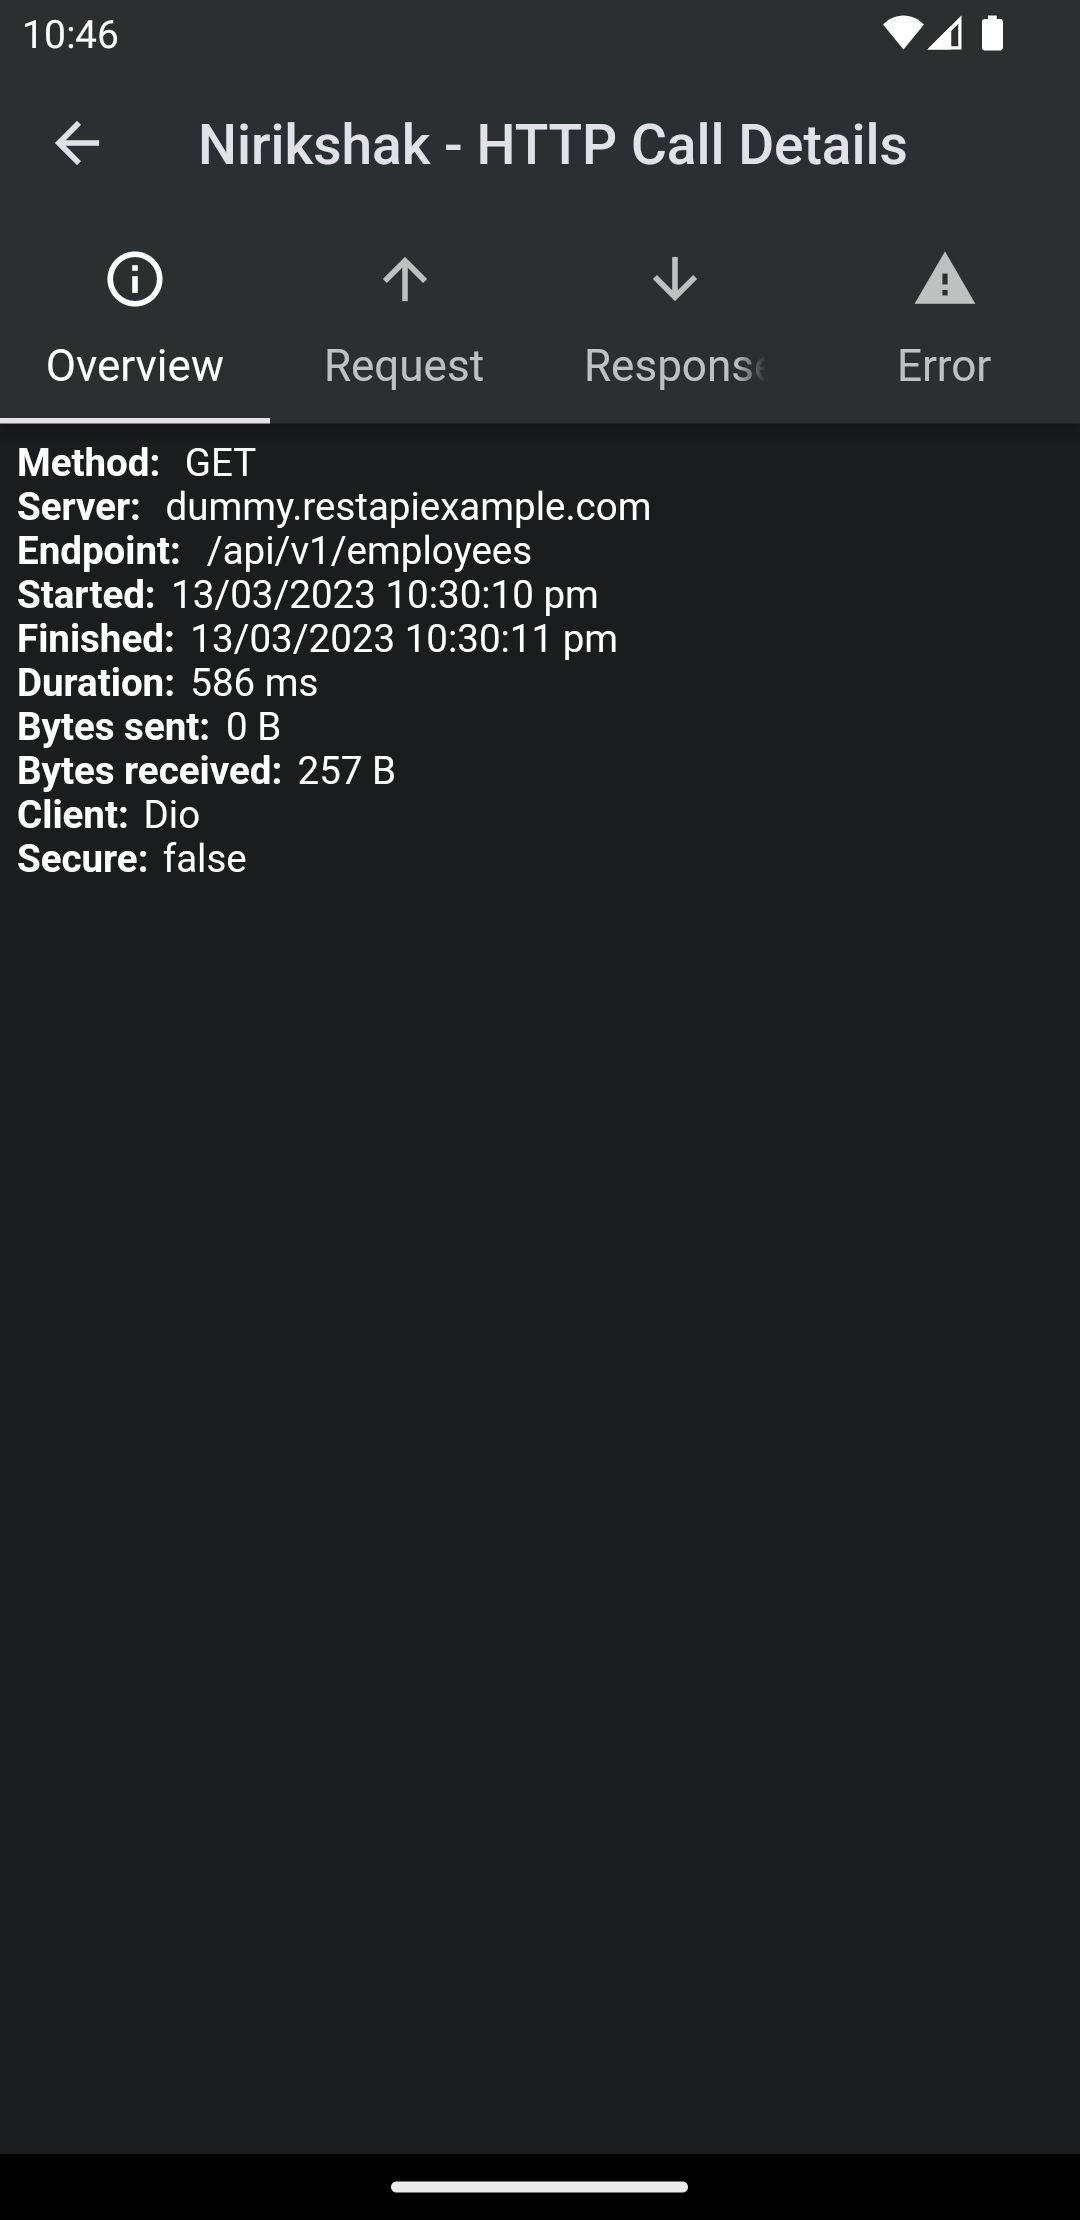 10:46
Nirikshak - HTTP Call Details
Overview Request Response Error
Method: GET
Server: dummy.restapiexample.com
Endpoint: /api/v1/employees
Started: 13/03/2023 10:30:10 pm
Finished: 13/03/2023 10:30:11 pm
Duration: 586 ms
Bytes sent: 0 B
Bytes received: 257 B
Client: Dio
Secure: false